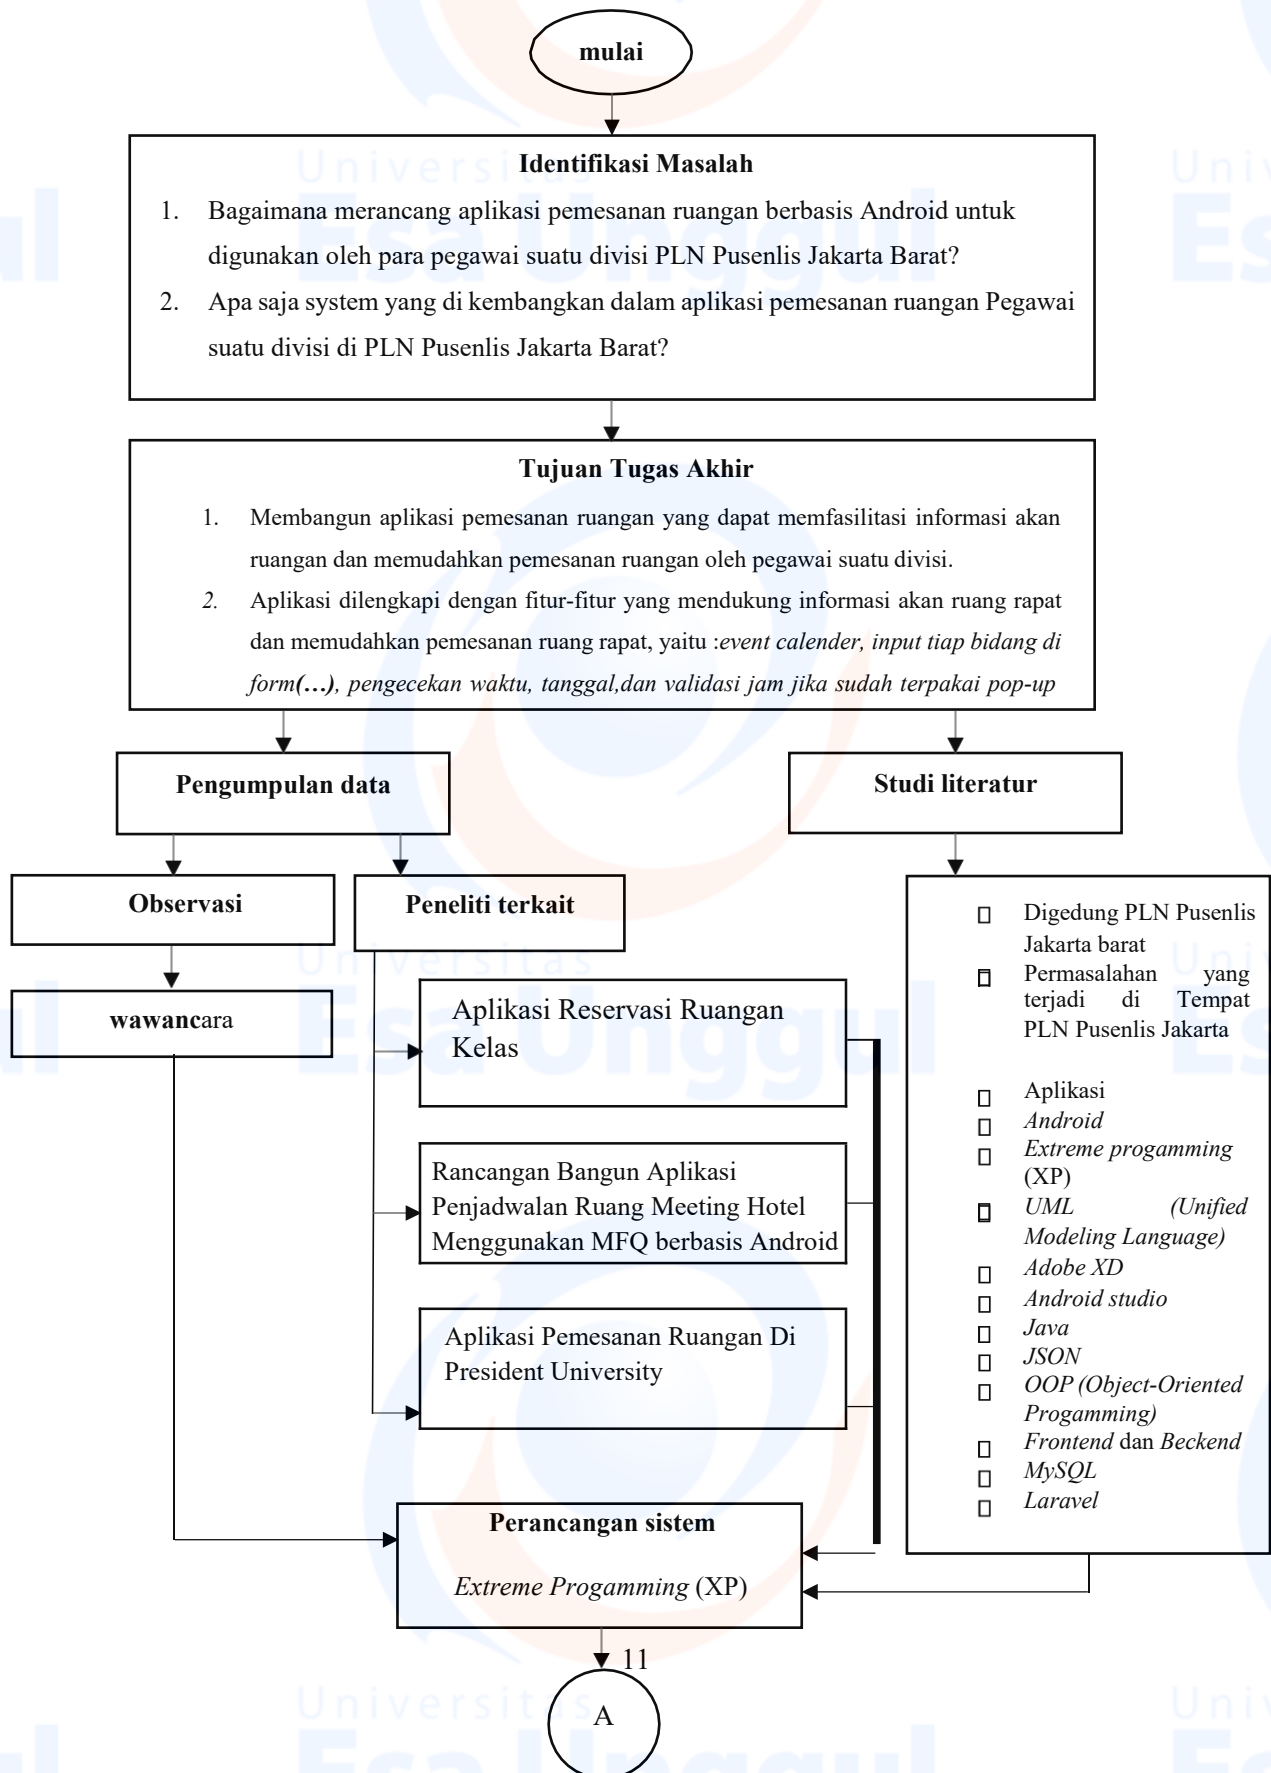 mulai
Identifikasi Masalah
1. Bagaimana merancang aplikasi pemesanan ruangan berbasis Android untuk
digunakan oleh para pegawai suatu divisi PLN Pusenlis Jakarta Barat?
2. Apa saja system yang di kembangkan dalam aplikasi pemesanan ruangan Pegawai
suatu divisi di PLN Pusenlis Jakarta Barat?
Tujuan Tugas Akhir
1. Membangun aplikasi pemesanan ruangan yang dapat memfasilitasi informasi akan
ruangan dan memudahkan pemesanan ruangan oleh pegawai suatu divisi.
2. Aplikasi dilengkapi dengan fitur-fitur yang mendukung informasi akan ruang rapat
dan memudahkan pemesanan ruang rapat, yaitu :event calender, input tiap bidang di
form(…), pengecekan waktu, tanggal,dan validasi jam jika sudah terpakai pop-up
Pengumpulan data
Studi literatur
Observasi
Peneliti terkait
wawancara
Aplikasi Reservasi Ruangan
Kelas
Rancangan Bangun Aplikasi
Penjadwalan Ruang Meeting Hotel
Menggunakan MFQ berbasis Android
Aplikasi Pemesanan Ruangan Di
President University
Digedung PLN Pusenlis
Jakarta barat
Permasalahan yang
terjadi di Tempat
PLN Pusenlis Jakarta
Aplikasi
Android
Extreme progamming
(XP)
UML (Unified
Modeling Language)
Adobe XD
Android studio
Java
JSON
OOP (Object-Oriented
Progamming)
Frontend dan Beckend
MySQL
Laravel
Perancangan sistem
Extreme Progamming (XP)
11
A
Universitas
Esa Unggul
Universitas
Esa Unggul
Universitas
Esa Unggul